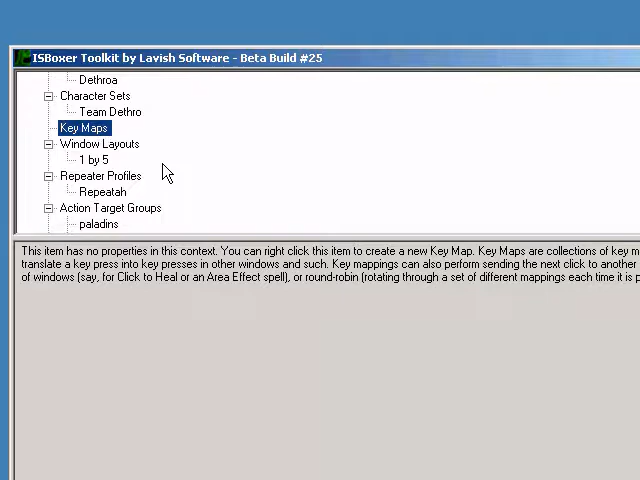 ISBoxer Toolkit by Lavish Software - Beta Build #25
Dethroa
Character Sets
Team Dethro
Key Maps
Window Layouts
1 by 5
Repeater Profiles
Repeatah
Action Target Groups
paladins
This item has no properties in this context. You can right click this item to create a new Key Map. Key Maps are collections of key m
translate a key press into key presses in other windows and such. Key mappings can also perform sending the next click to another
of windows (say, for Click to Heal or an Area Effect spell), or round-robin (rotating through a set of different mappings each time it is p